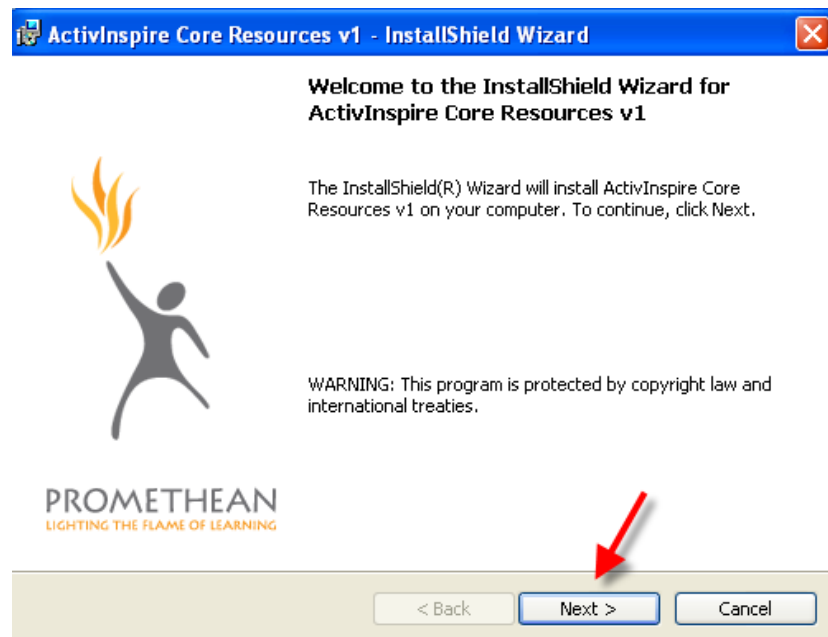 ActivInspire Core Resources v1 - InstallShield Wizard
Welcome to the InstallShield Wizard for
ActivInspire Core Resources v1
The InstallShield(R) Wizard will install ActivInspire Core
Resources v1 on your computer. To continue, click Next.
WARNING: This program is protected by copyright law and
international treaties.
PROMETHEAN
LIGHTING THE FLAME OF LEARNING
< Back
Next >
Cancel